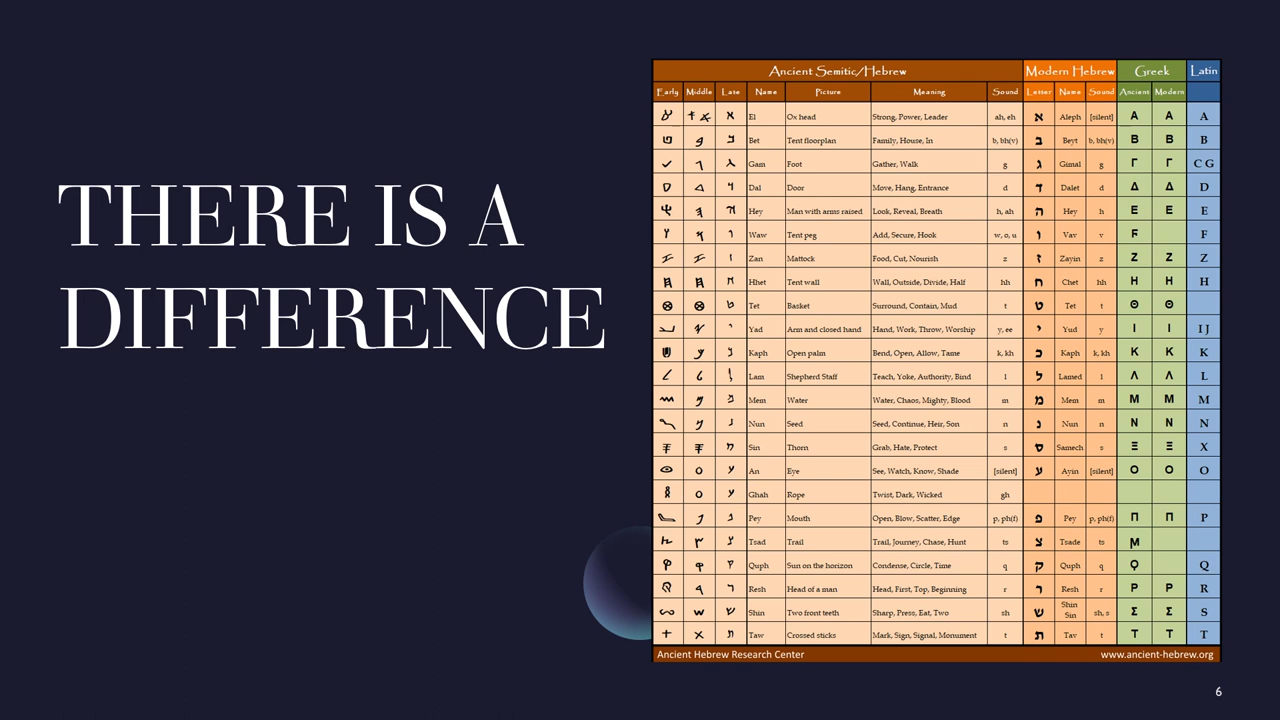 THERE IS A
DIFFERENCE
Ancient Semitic/Hebrew Modern Hebrew Greek Latin
Early Middle Late Name Picture Meaning Sound Letter Name Sound Ancient Modern
El Ox head Strong, Power, Leader ah, eh א Aleph [silent] Α Α A
Bet Tent floorplan Family, House, In b, bh(v) ב Beyt b, bh(v) Β Β B
Gam Foot Gather, Walk g ג Gimal g Γ Γ C G
Dal Door Move, Hang, Entrance d ד Dalet d Δ Δ D
Hey Man with arms raised Look, Reveal, Breath h, ah ה Hey h Ε Ε E
Waw Tent peg Add, Secure, Hook w, o, u ו Vav v Ϝ F
Zan Mattock Food, Cut, Nourish z ז Zayin z Ζ Ζ Z
Hhet Tent wall Wall, Outside, Divide, Half hh ח Chet hh Η Η H
Tet Basket Surround, Contain, Mud t ט Tet t Θ Θ
Yad Arm and closed hand Hand, Work, Throw, Worship y, ee י Yud y Ι Ι I J
Kaph Open palm Bend, Open, Allow, Tame k, kh כ Kaph k, kh Κ Κ K
Lam Shepherd Staff Teach, Yoke, Authority, Bind l ל Lamed l Λ Λ L
Mem Water Water, Chaos, Mighty, Blood m מ Mem m Μ Μ M
Nun Seed Seed, Continue, Heir, Son n נ Nun n Ν Ν N
Sin Thorn Grab, Hate, Protect s ס Samech s Ξ Ξ X
An Eye See, Watch, Know, Shade [silent] ע Ayin [silent] Ο Ο O
Ghah Rope Twist, Dark, Wicked gh
Pey Mouth Open, Blow, Scatter, Edge p, ph(f) פ Pey p, ph(f) Π Π P
Tsad Trail Trail, Journey, Chase, Hunt ts צ Tsade ts Ϻ
Quph Sun on the horizon Condense, Circle, Time q ק Quph q Ϙ Q
Resh Head of a man Head, First, Top, Beginning r ר Resh r Ρ Ρ R
Shin Two front teeth Sharp, Press, Eat, Two sh ש Shin Sin sh, s Σ Σ S
Taw Crossed sticks Mark, Sign, Signal, Monument t ת Tav t Τ Τ T
Ancient Hebrew Research Center www.ancient-hebrew.org
6